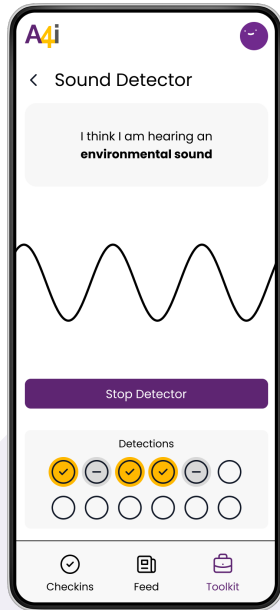 A4i
Sound Detector
I think I am hearing an
environmental sound
Stop Detector
Detections
Checkins Feed Toolkit